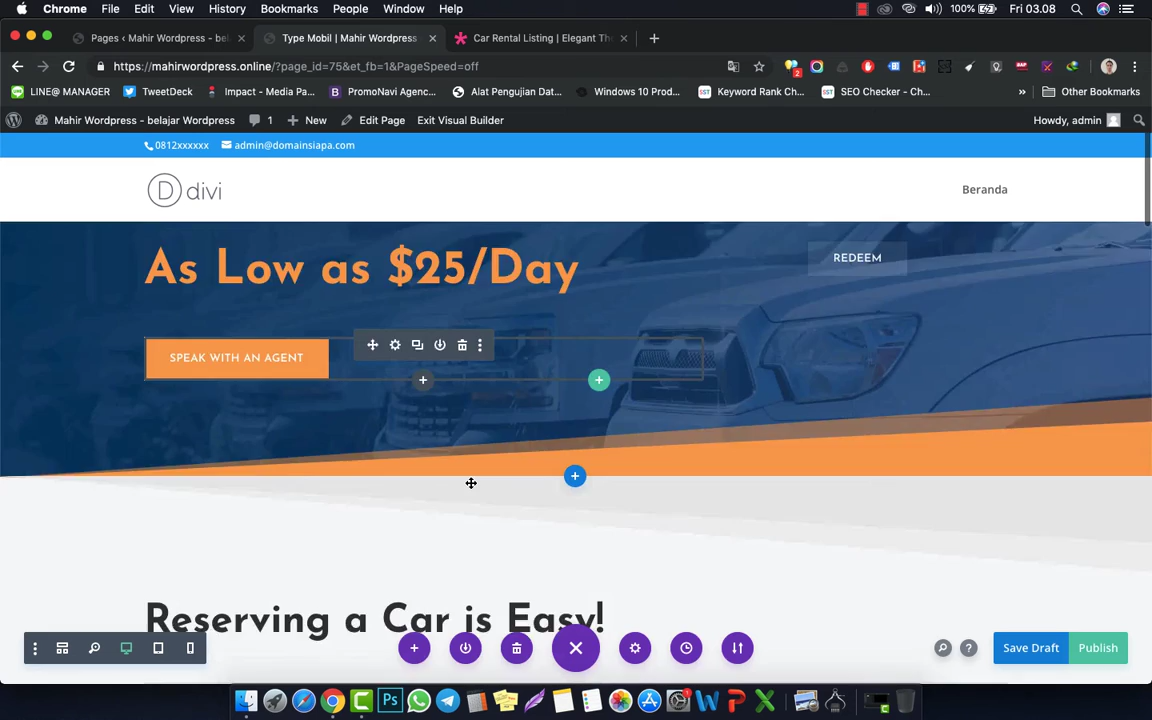 Chrome File Edit View History Bookmarks People Window Help 100% Fri 03.08
Pages ‹ Mahir Wordpress - bel
Type Mobil | Mahir Wordpress
Car Rental Listing | Elegant The
https://mahirwordpress.online/?page_id=75&et_fb=1&PageSpeed=off
LINE@ MANAGER TweetDeck Impact - Media Pa... PromoNavi Agenc... Alat Pengujian Dat... Windows 10 Prod... Keyword Rank Ch... SEO Checker - Ch... » Other Bookmarks
Mahir Wordpress - belajar Wordpress 1 New Edit Page Exit Visual Builder Howdy, admin
0812xxxxxx admin@domainsiapa.com
D divi
Beranda
As Low as $25/Day
REDEEM
SPEAK WITH AN AGENT
Reserving a Car is Easy!
Save Draft Publish